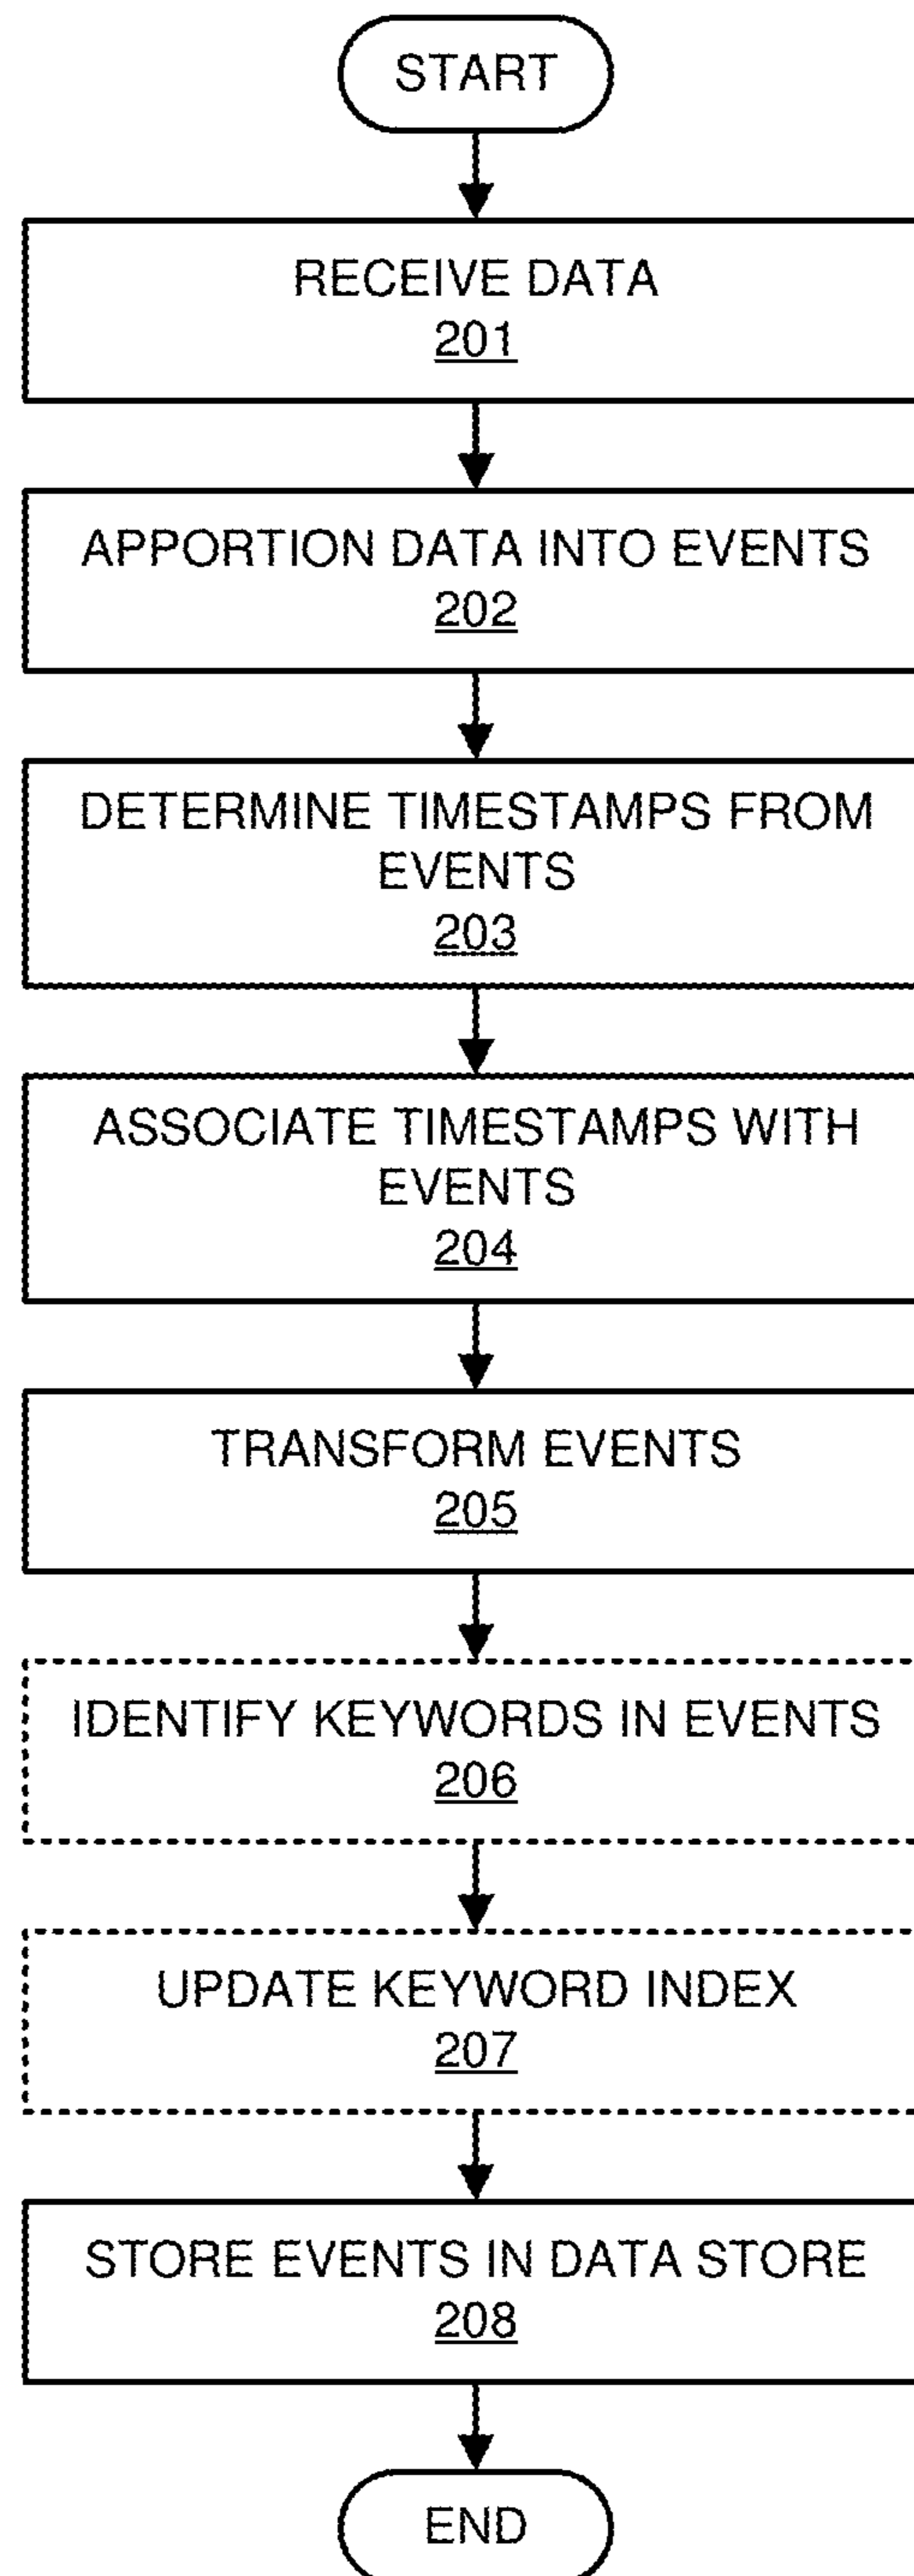 START
RECEIVE DATA
201
APPORTION DATA INTO EVENTS
202
DETERMINE TIMESTAMPS FROM
EVENTS
203
ASSOCIATE TIMESTAMPS WITH
EVENTS
204
TRANSFORM EVENTS
205
IDENTIFY KEYWORDS IN EVENTS
206
UPDATE KEYWORD INDEX
207
STORE EVENTS IN DATA STORE
208
END